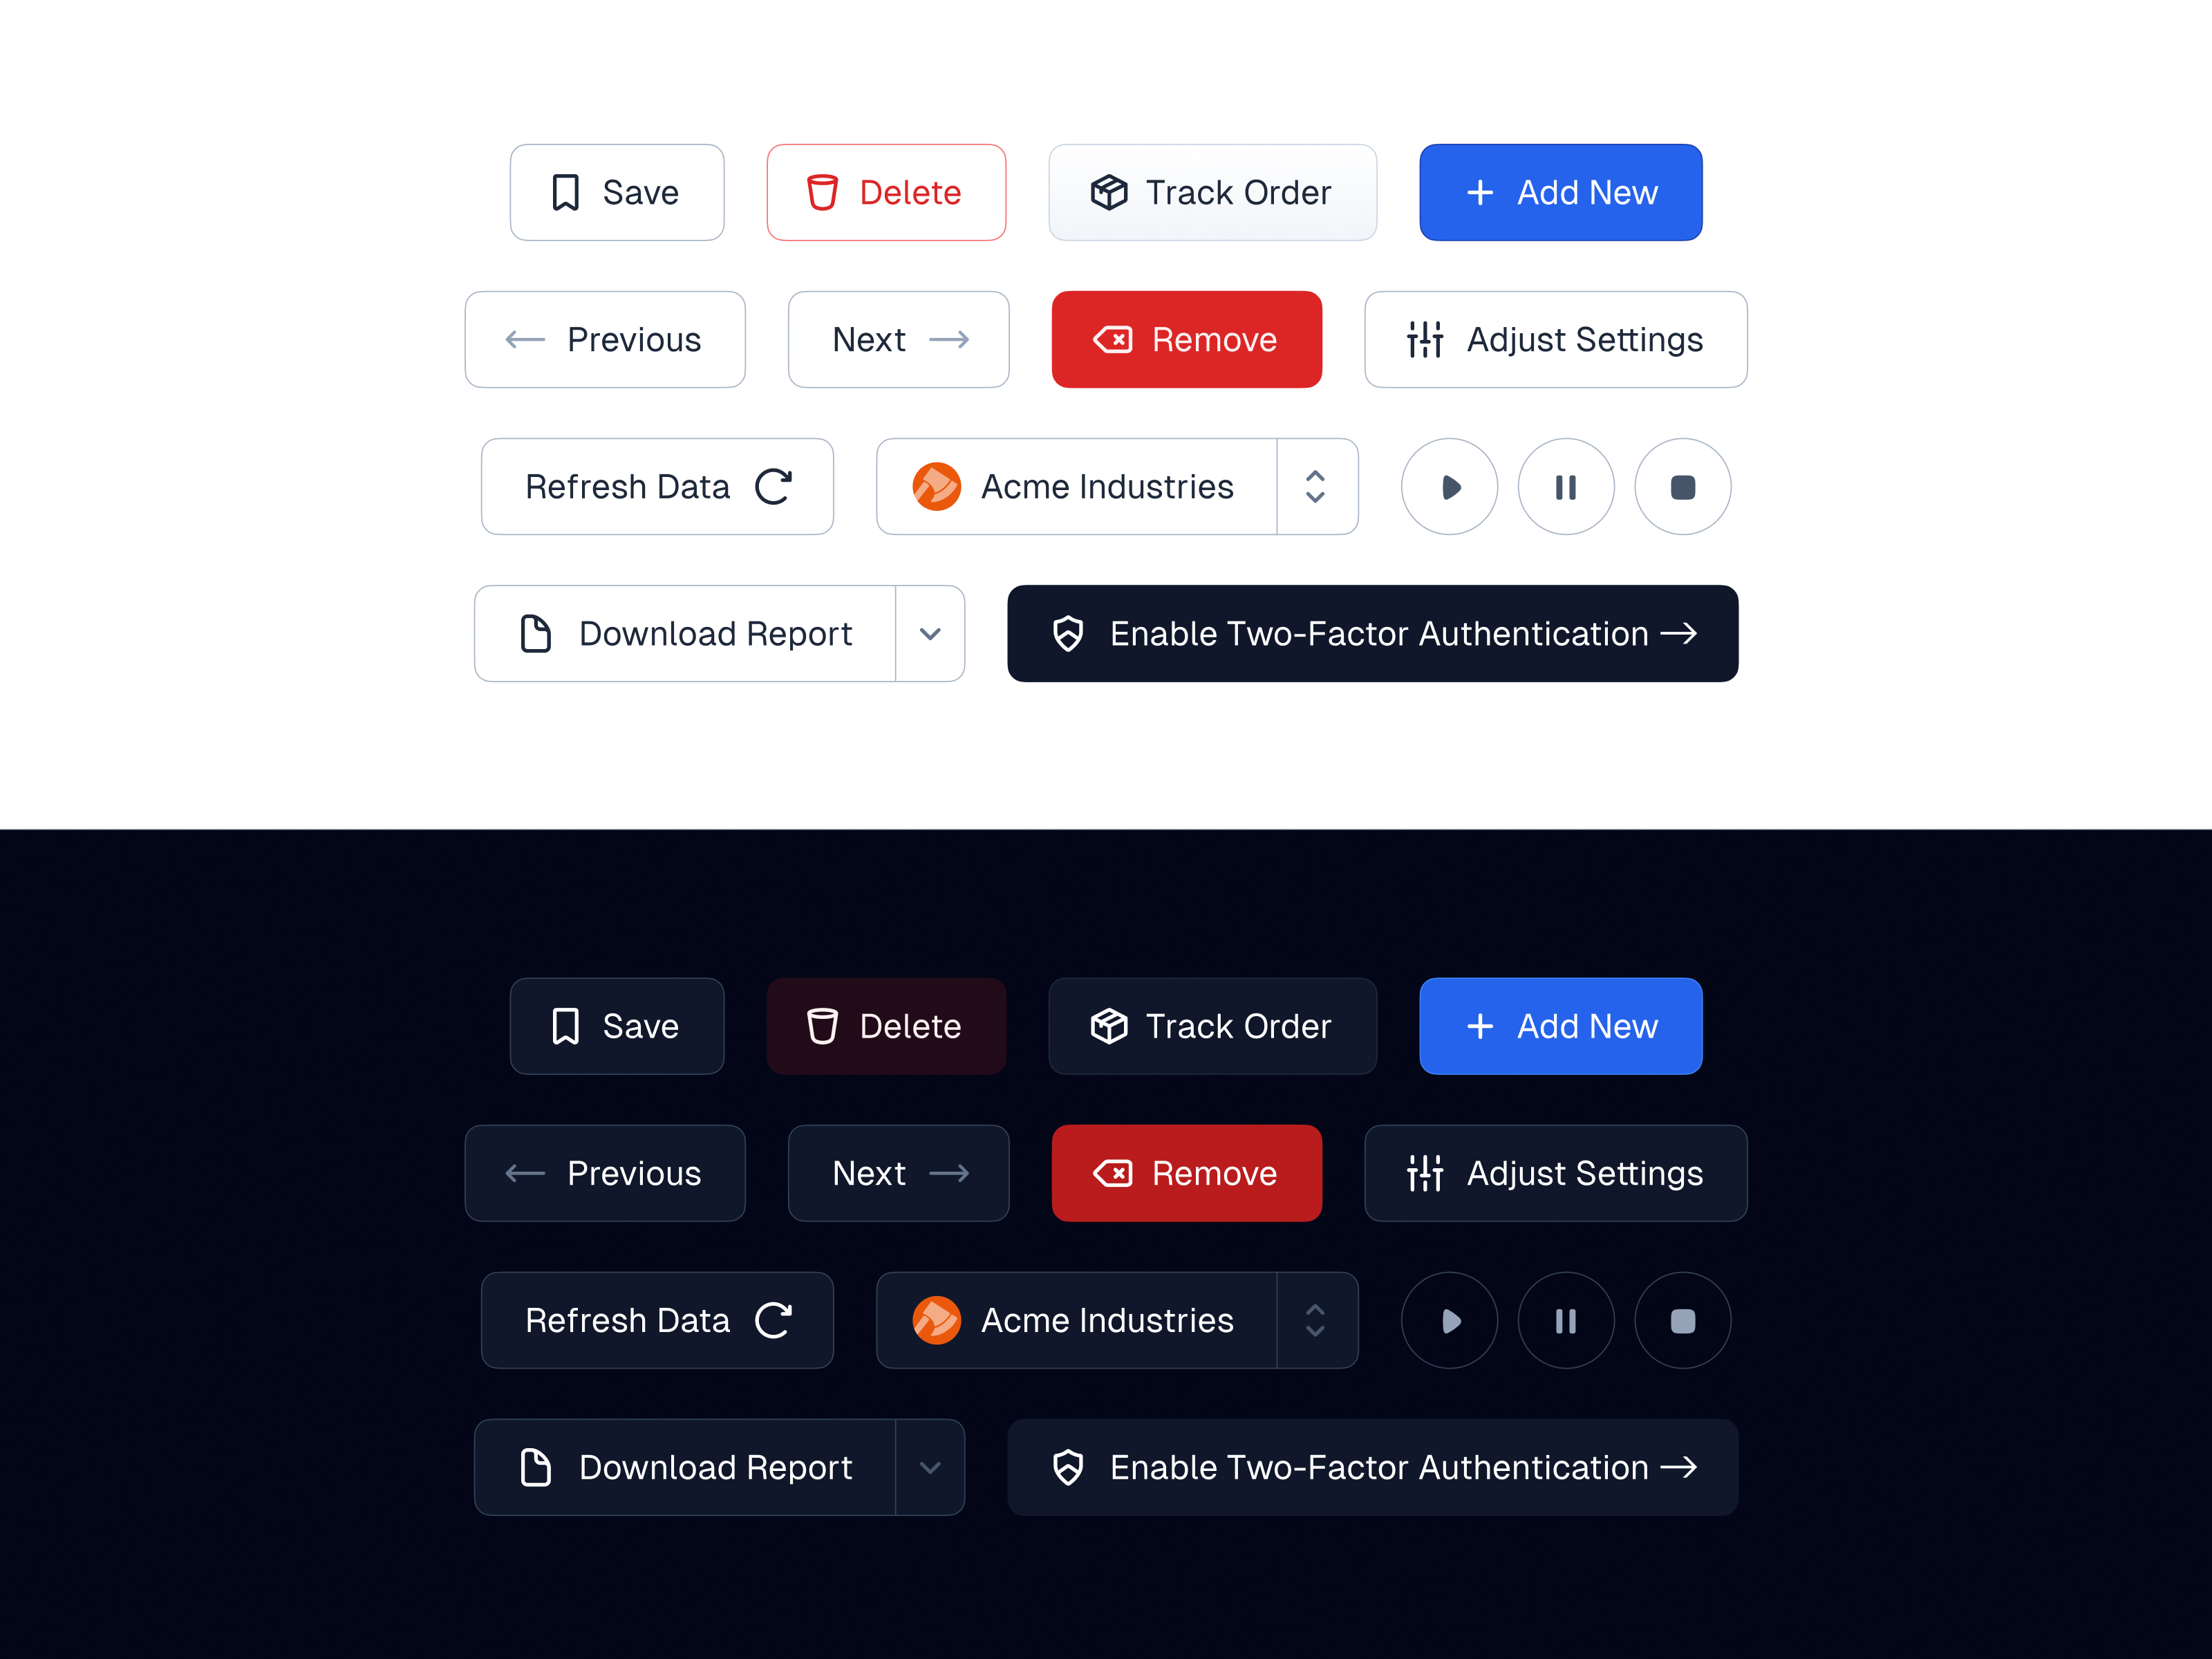 Save Delete Track Order Add New
Previous Next Remove Adjust Settings
Refresh Data Acme Industries
Download Report Enable Two-Factor Authentication
Save Delete Track Order Add New
Previous Next Remove Adjust Settings
Refresh Data Acme Industries
Download Report Enable Two-Factor Authentication